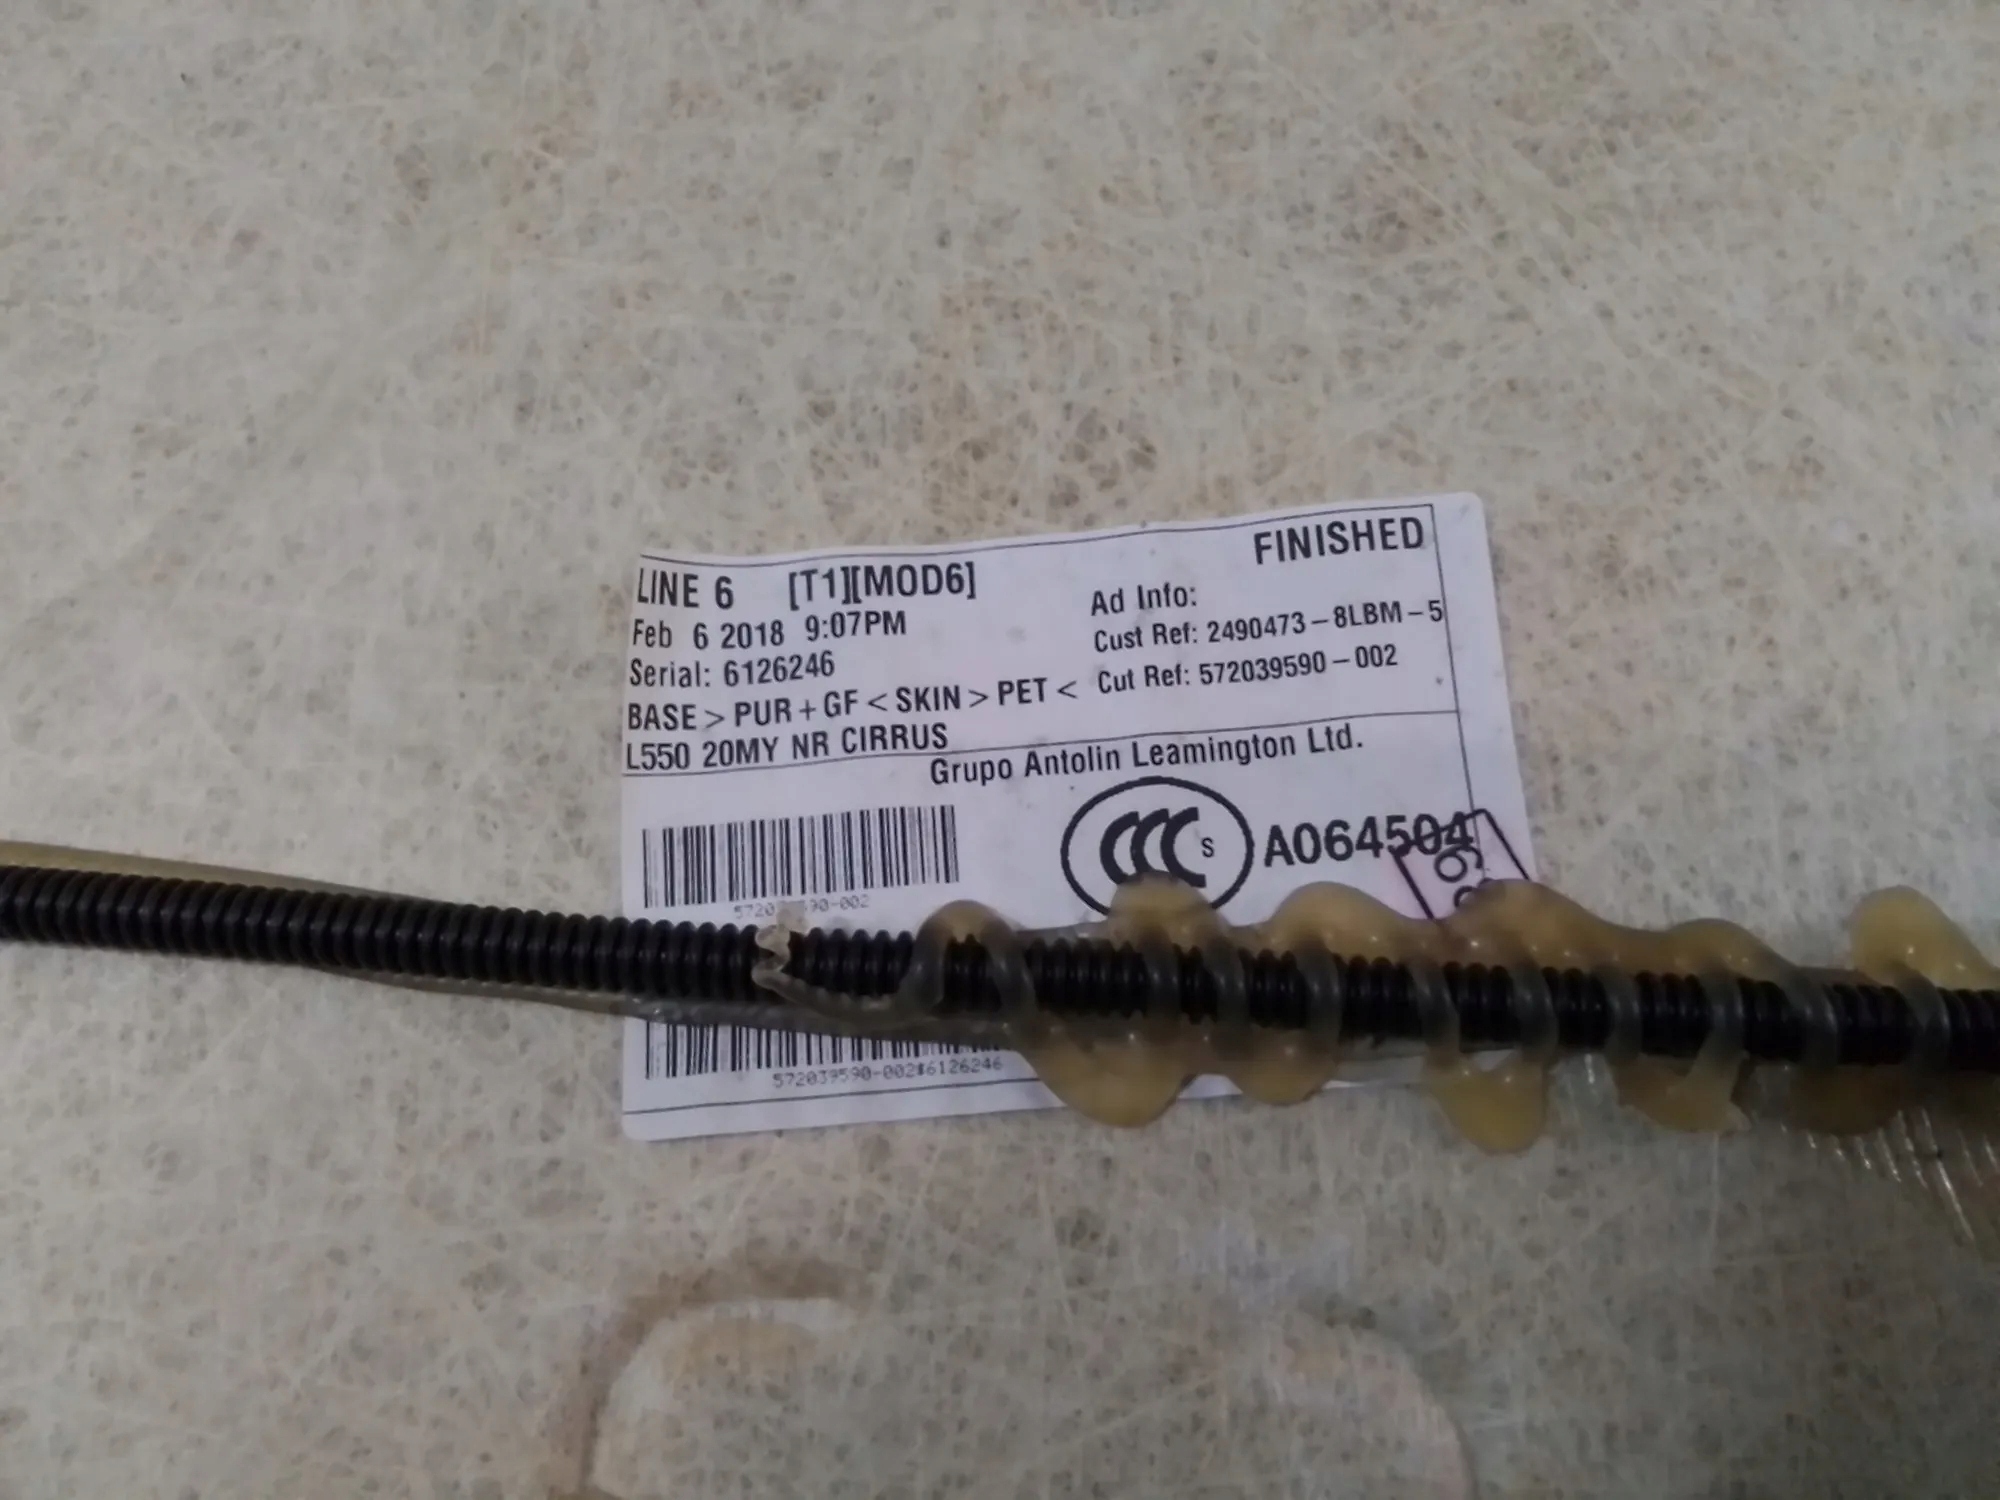 FINISHED
LINE 6 [T1][MOD6]
Feb 6 2018 9:07PM
Ad Info:
Serial: 6126246
Cust Ref: 2490473-8LBM-5
BASE > PUR + GF < SKIN > PET <
Cut Ref: 572039590-002
L550 20MY NR CIRRUS
Grupo Antolin Leamington Ltd.
CCC S A064504
572039590-002#6126246